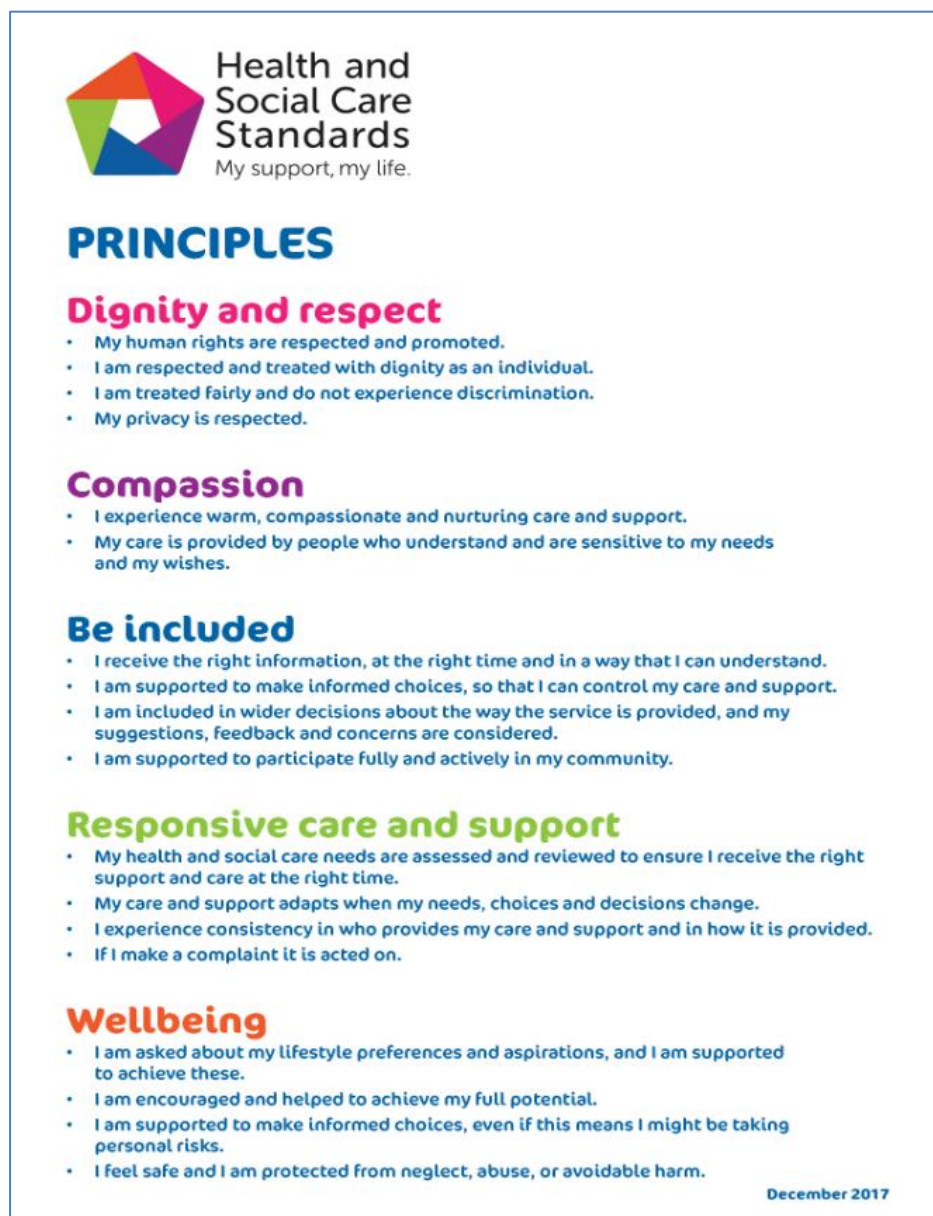 Health and
Social Care
Standards
My support, my life.
PRINCIPLES
Dignity and respect
• My human rights are respected and promoted.
• I am respected and treated with dignity as an individual.
• I am treated fairly and do not experience discrimination.
• My privacy is respected.
Compassion
• I experience warm, compassionate and nurturing care and support.
• My care is provided by people who understand and are sensitive to my needs
and my wishes.
Be included
• I receive the right information, at the right time and in a way that I can understand.
• I am supported to make informed choices, so that I can control my care and support.
• I am included in wider decisions about the way the service is provided, and my
suggestions, feedback and concerns are considered.
• I am supported to participate fully and actively in my community.
Responsive care and support
• My health and social care needs are assessed and reviewed to ensure I receive the right
support and care at the right time.
• My care and support adapts when my needs, choices and decisions change.
• I experience consistency in who provides my care and support and in how it is provided.
• If I make a complaint it is acted on.
Wellbeing
• I am asked about my lifestyle preferences and aspirations, and I am supported
to achieve these.
• I am encouraged and helped to achieve my full potential.
• I am supported to make informed choices, even if this means I might be taking
personal risks.
• I feel safe and I am protected from neglect, abuse, or avoidable harm.
December 2017